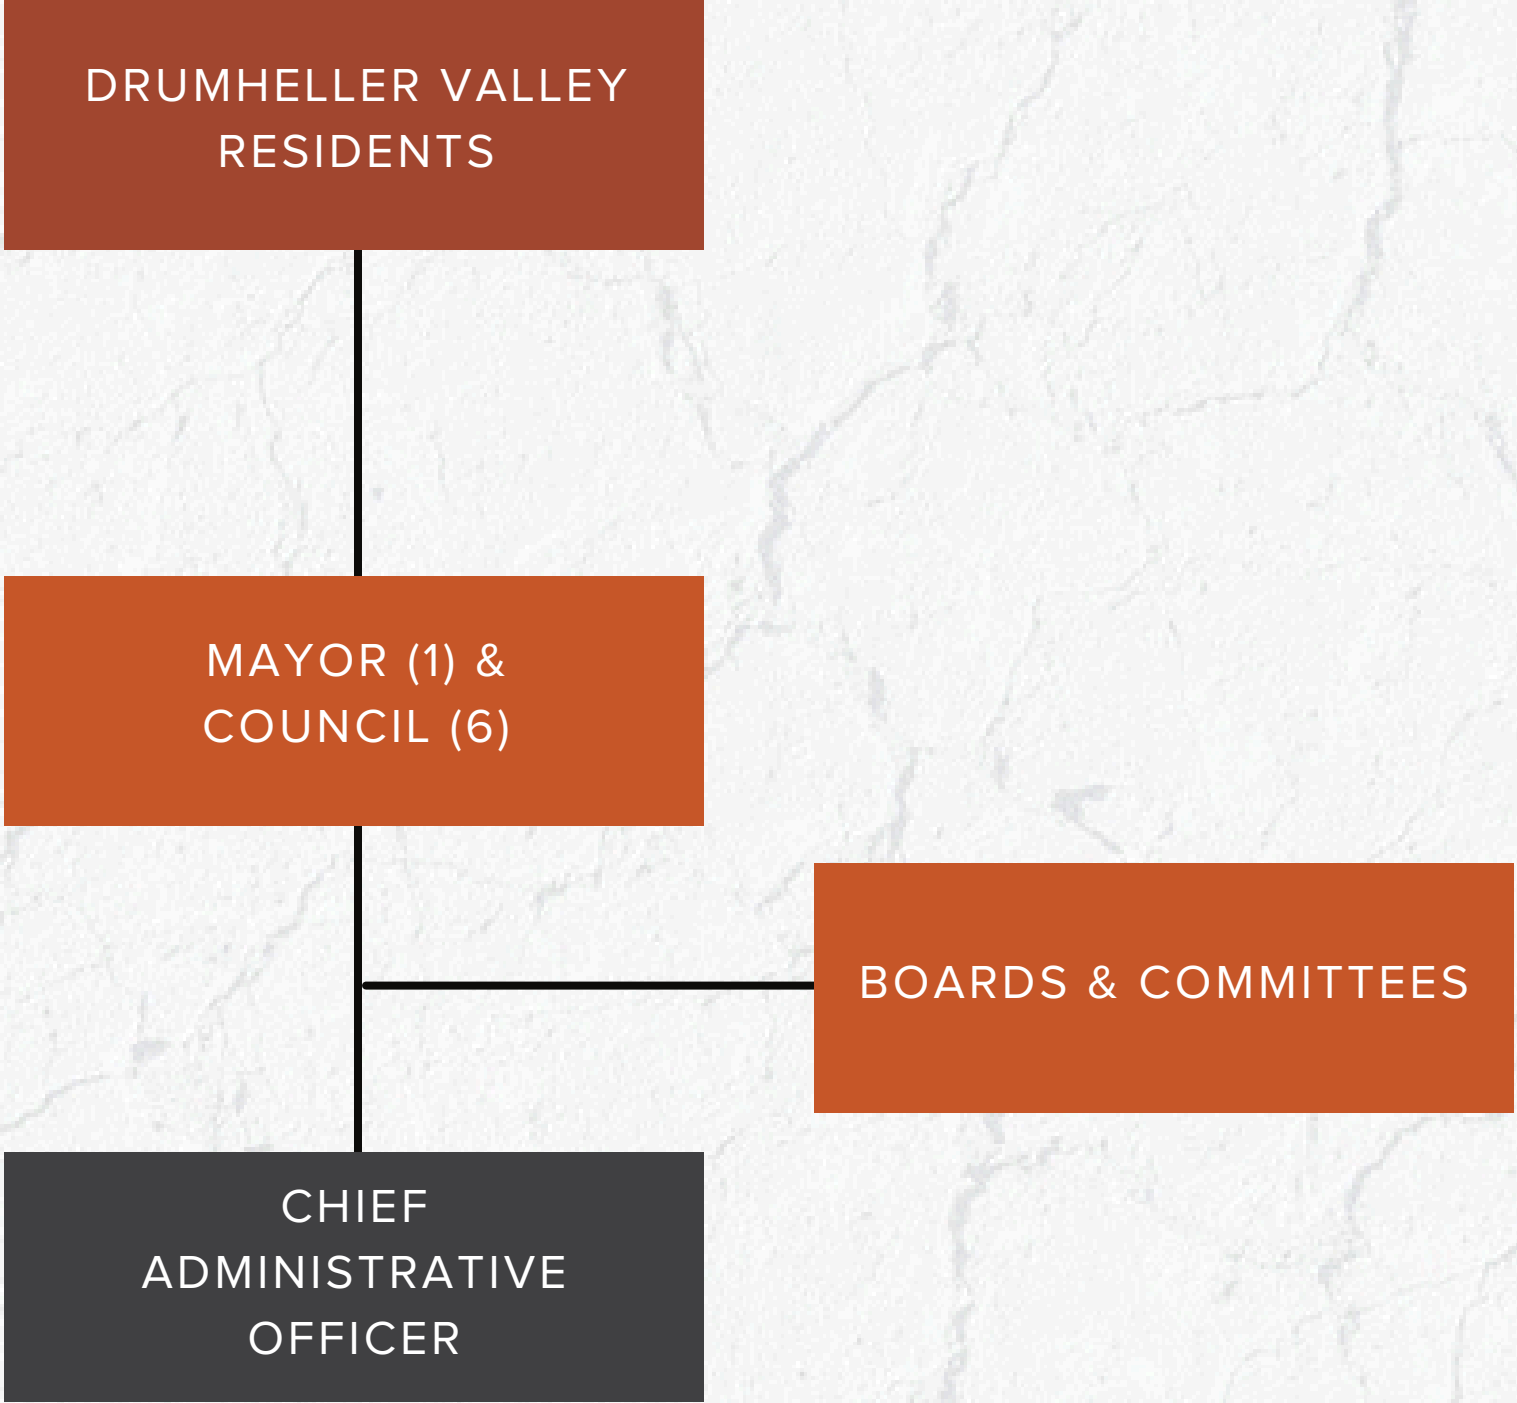 DRUMHELLER VALLEY
RESIDENTS
MAYOR (1) &
COUNCIL (6)
BOARDS & COMMITTEES
CHIEF
ADMINISTRATIVE
OFFICER